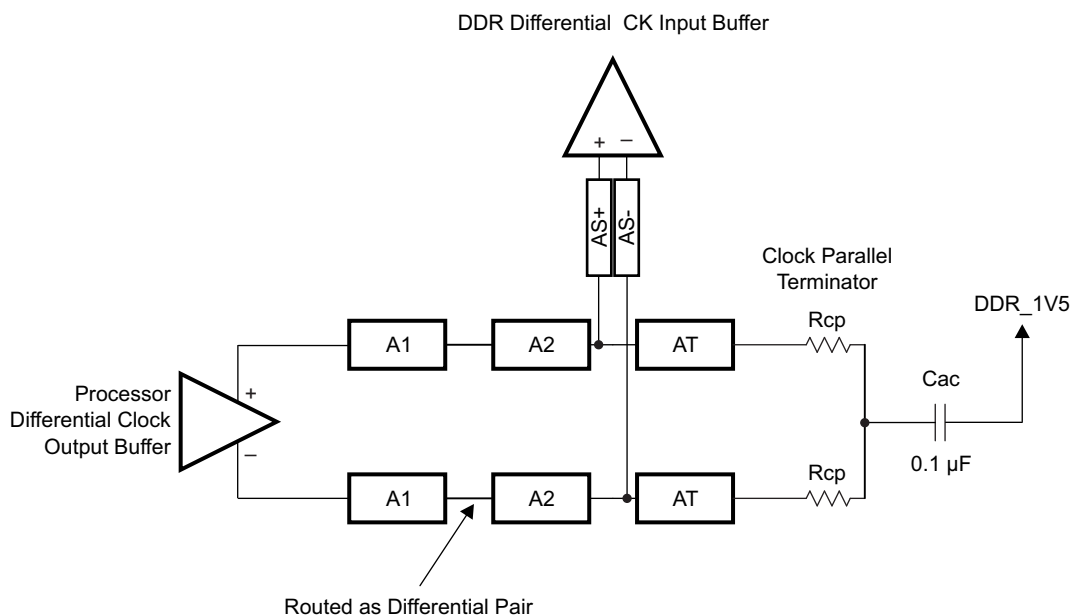 DDR Differential CK Input Buffer
+ −
AS+
AS-
Clock Parallel
Terminator
DDR_1V5
Rcp
A1
A2
AT
Cac
Processor
Differential Clock
Output Buffer
+
−
0.1 µF
Rcp
A1
A2
AT
Routed as Differential Pair